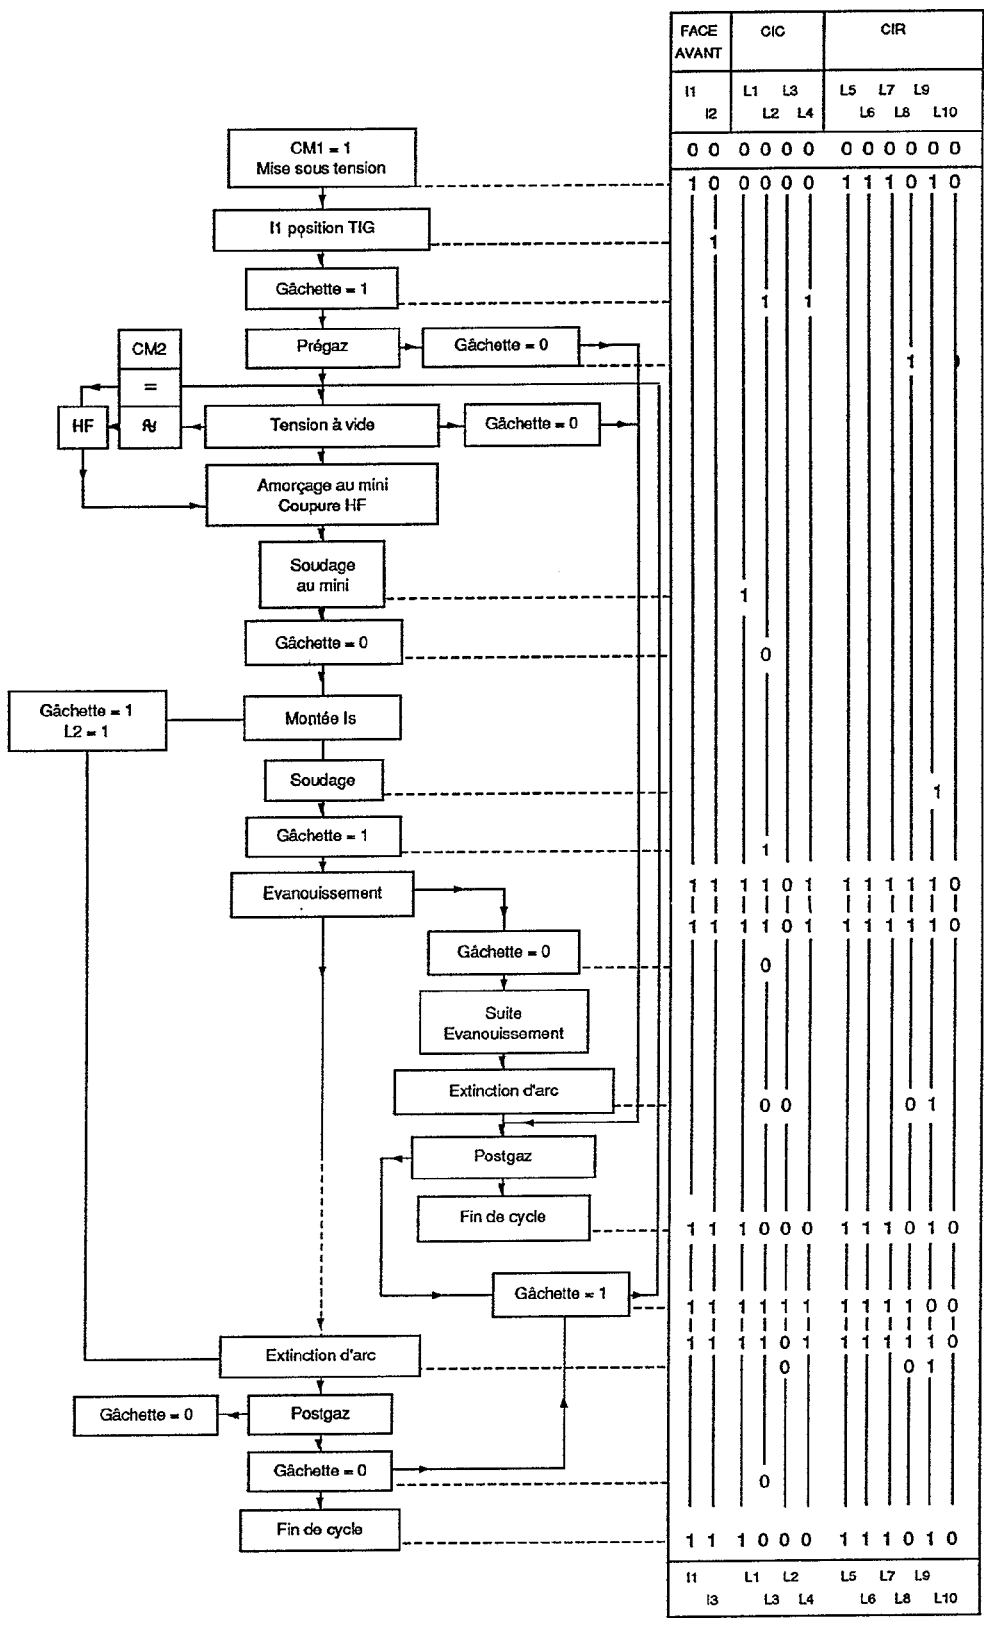 FACE
AVANT
CIC
CIR
I1
I2
L1
L2
L3
L4
L5
L6
L7
L8
L9
L10
0 0 0 0 0 0 0 0 0 0 0 0
CM1 = 1
Mise sous tension
1 0 0 0 0 0 1 1 1 0 1 0
I1 position TIG
1
Gâchette = 1
1 1
Prégaz
Gâchette = 0
1
CM2
=
HF
≈
Tension à vide
Gâchette = 0
Amorçage au mini
Coupure HF
Soudage
au mini
1
Gâchette = 0
0
Gâchette = 1
L2 = 1
Montée Is
Soudage
1
Gâchette = 1
1
Evanouissement
1 1 1 1 0 1 1 1 1 1 1 0
1 1 1 1 0 1 1 1 1 1 1 0
Gâchette = 0
0
Suite
Evanouissement
Extinction d'arc
0 0 0 1
Postgaz
Fin de cycle
1 1 1 0 0 0 1 1 1 0 1 0
Gâchette = 1
1 1 1 1 1 1 1 1 1 1 0 0
1 1 1 1 0 1 1 1 1 1 1 0
Extinction d'arc
0 0 1
Gâchette = 0
Postgaz
Gâchette = 0
0
Fin de cycle
1 1 1 0 0 0 1 1 1 0 1 0
I1
I3
L1
L3
L2
L4
L5
L6
L7
L8
L9
L10